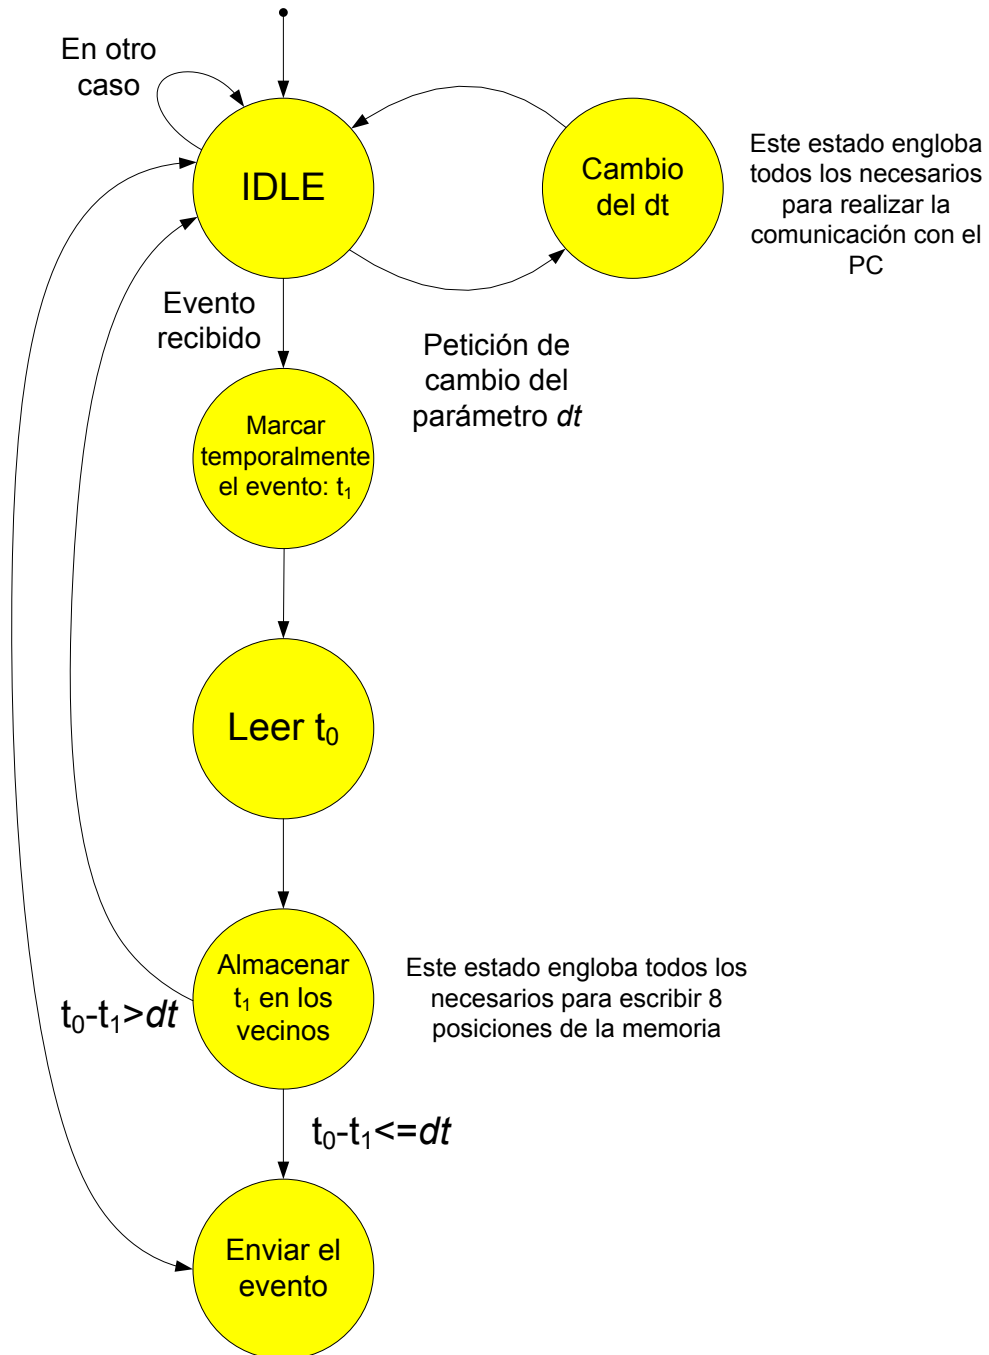 En otro
caso
IDLE
Cambio
del dt
Este estado engloba
todos los necesarios
para realizar la
comunicación con el
PC
Evento
recibido
Petición de
cambio del
parámetro dt
Marcar
temporalmente
el evento: t₁
Leer t₀
Almacenar
t₁ en los
vecinos
Este estado engloba todos los
necesarios para escribir 8
posiciones de la memoria
t₀-t₁>dt
t₀-t₁<=dt
Enviar el
evento